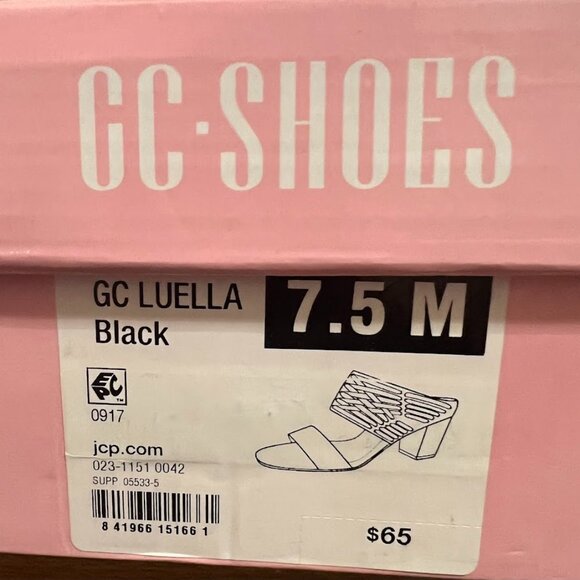 GC·SHOES
GC LUELLA
Black
7.5 M
EPC™
0917
jcp.com
023-1151 0042
SUPP 05533-5
8 41966 15166 1
$65